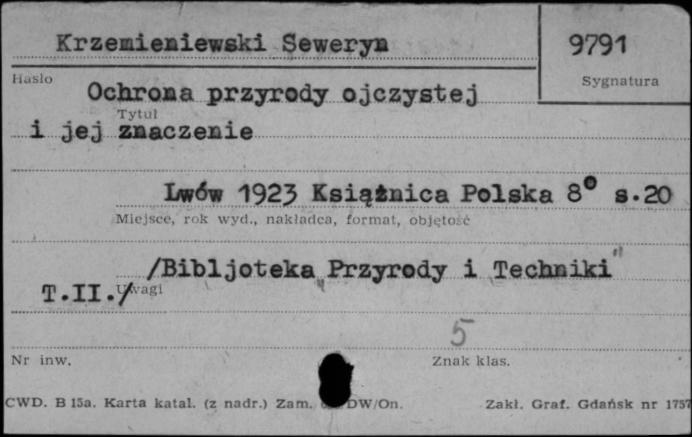 Krzemieniewski Seweryn 9791
Hasło Sygnatura
Ochrona przyrody ojczystej
Tytuł
i jej znaczenie
Lwów 1923 Książnica Polska 8° s.20
Miejsce, rok wyd., nakładca, format, objętość
/Bibljoteka „Przyrody i Techniki"
T.II./
Uwagi
5
Nr inw. Znak klas.
CWD. B 15a. Karta katal. (z nadr.) Zam. DW/On. Zakł. Graf. Gdańsk nr 1757